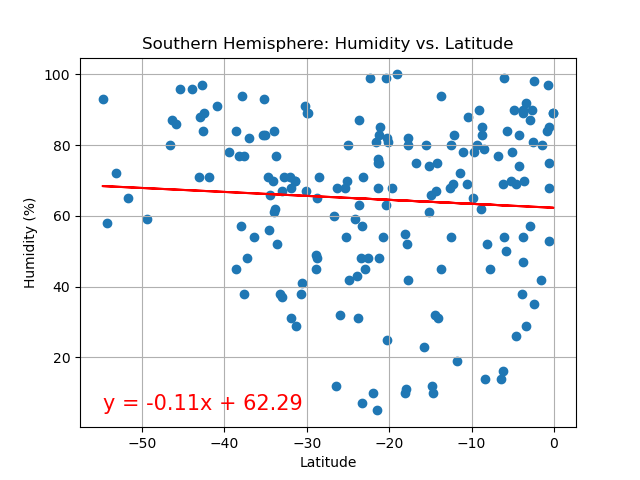 Southern Hemisphere: Humidity vs. Latitude
100
80
60
40
20
Humidity (%)
y = -0.11x + 62.29
−50 −40 −30 −20 −10 0
Latitude